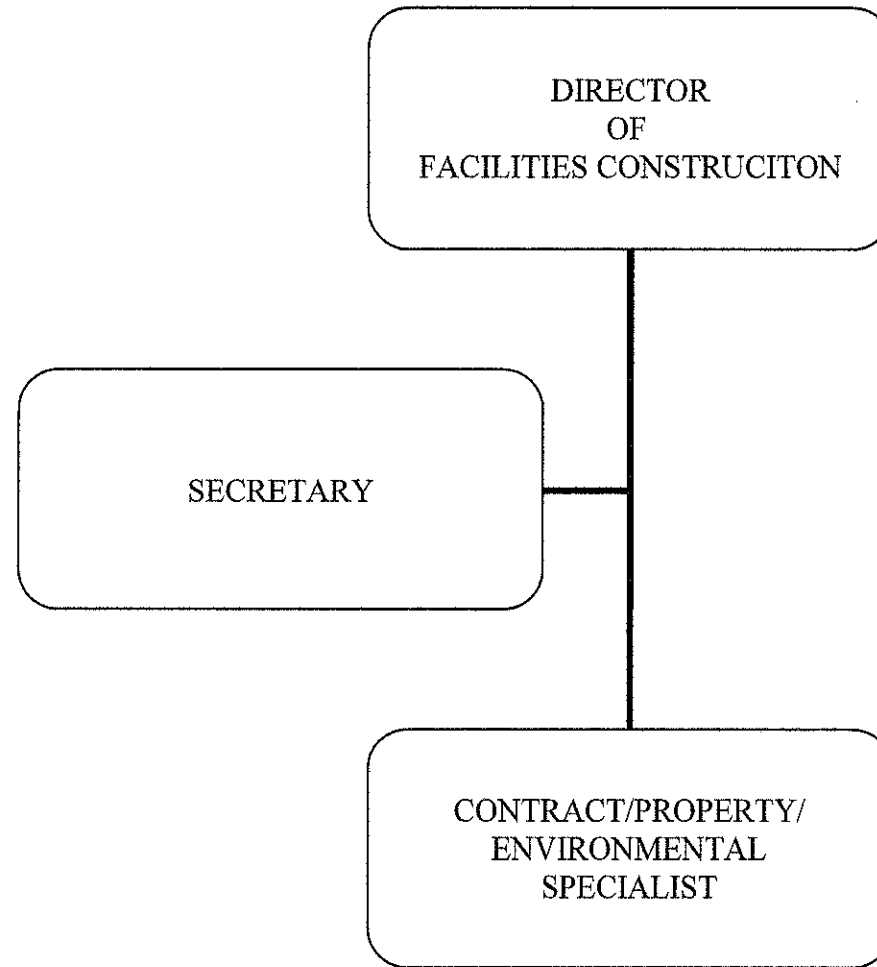 DIRECTOR
OF
FACILITIES CONSTRUCITON
SECRETARY
CONTRACT/PROPERTY/
ENVIRONMENTAL
SPECIALIST